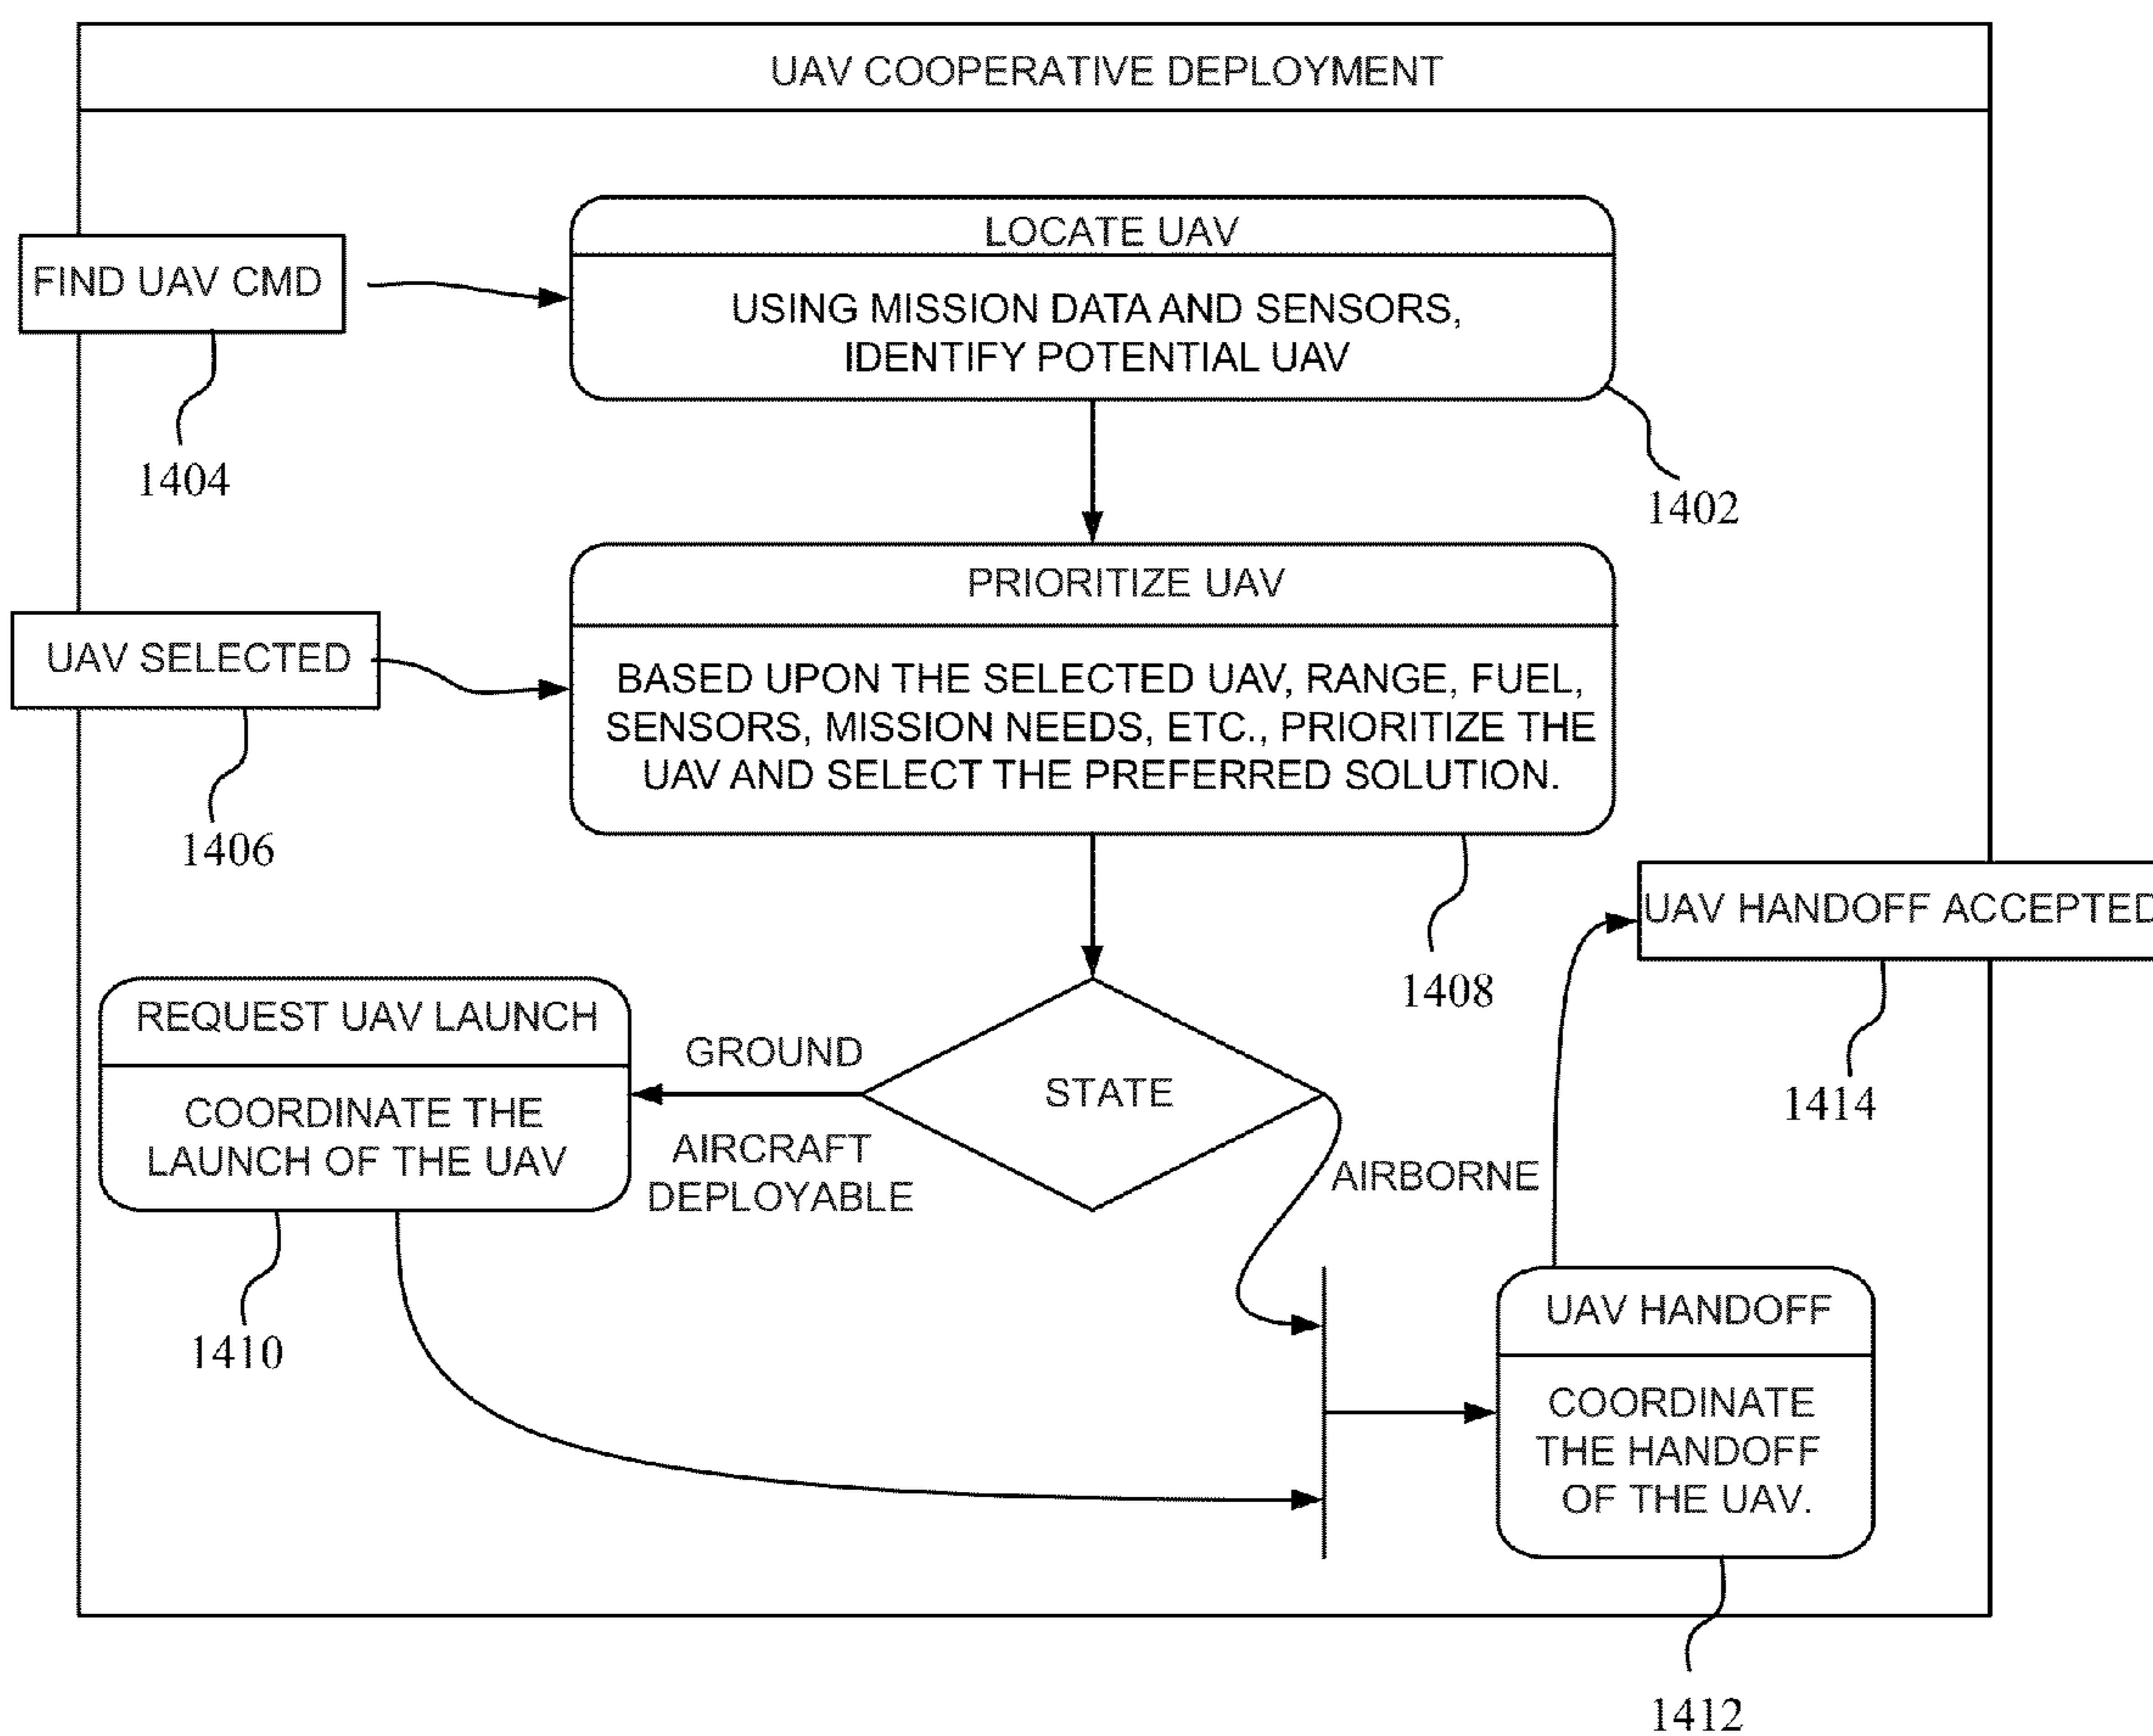 UAV COOPERATIVE DEPLOYMENT
FIND UAV CMD
1404
LOCATE UAV
USING MISSION DATA AND SENSORS,
IDENTIFY POTENTIAL UAV
1402
UAV SELECTED
1406
PRIORITIZE UAV
BASED UPON THE SELECTED UAV, RANGE, FUEL,
SENSORS, MISSION NEEDS, ETC., PRIORITIZE THE
UAV AND SELECT THE PREFERRED SOLUTION.
1408
UAV HANDOFF ACCEPTED
1414
REQUEST UAV LAUNCH
COORDINATE THE
LAUNCH OF THE UAV
1410
GROUND
AIRCRAFT
DEPLOYABLE
STATE
AIRBORNE
UAV HANDOFF
COORDINATE
THE HANDOFF
OF THE UAV.
1412